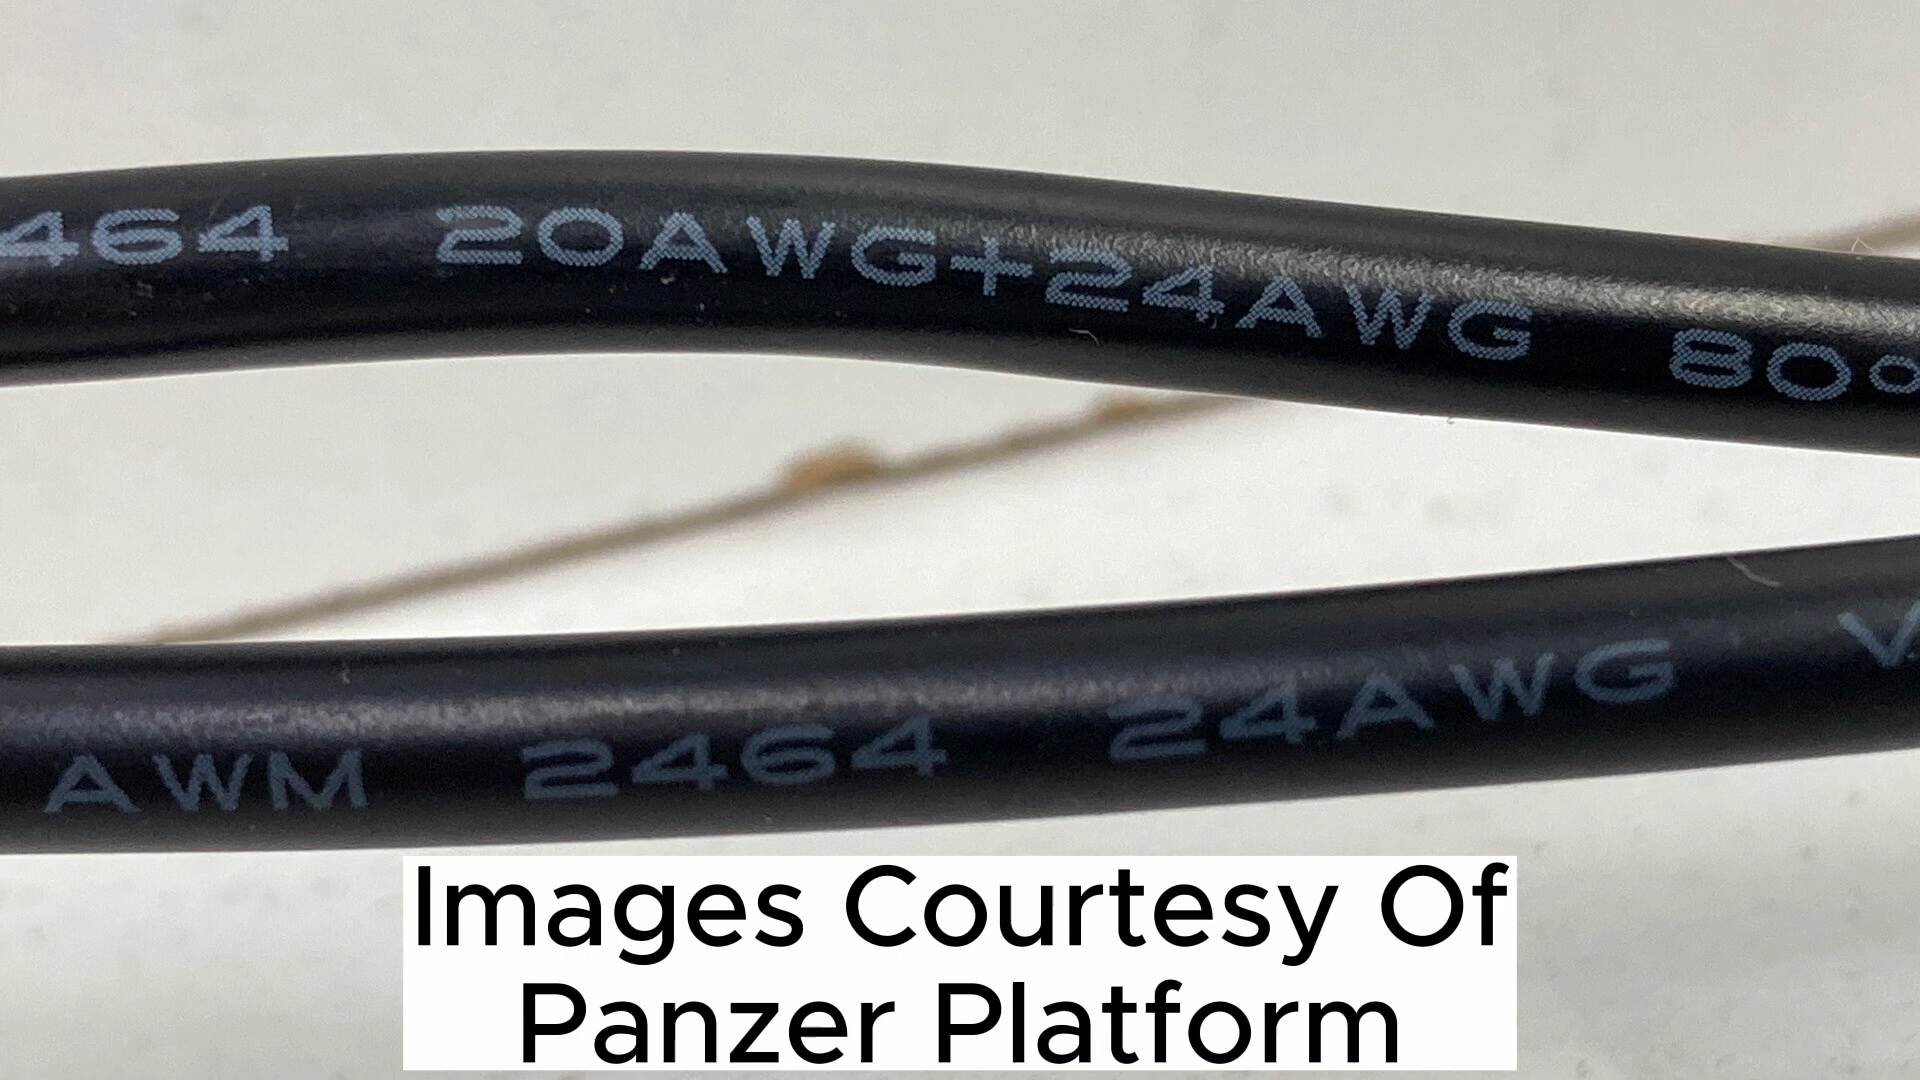 464 20AWG+24AWG 80°
AWM 2464 24AWG V
Images Courtesy Of
Panzer Platform